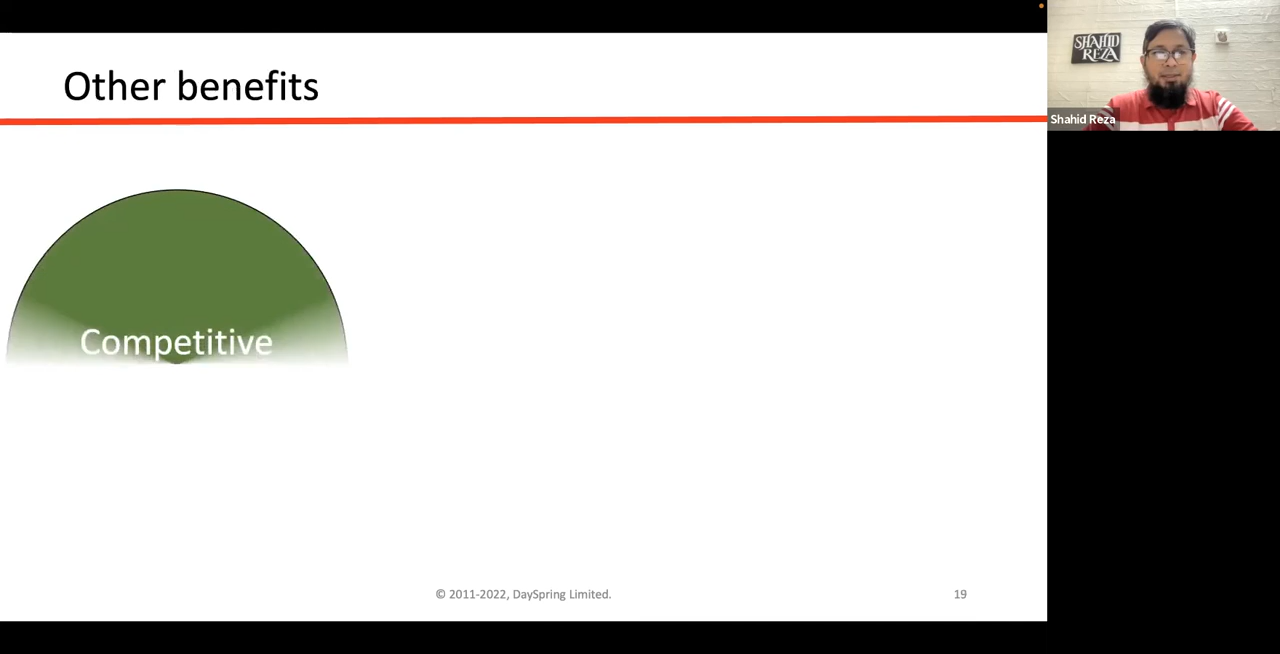 Other benefits
SHAHID
REZA
Shahid Reza
Competitive
© 2011-2022, DaySpring Limited.
19